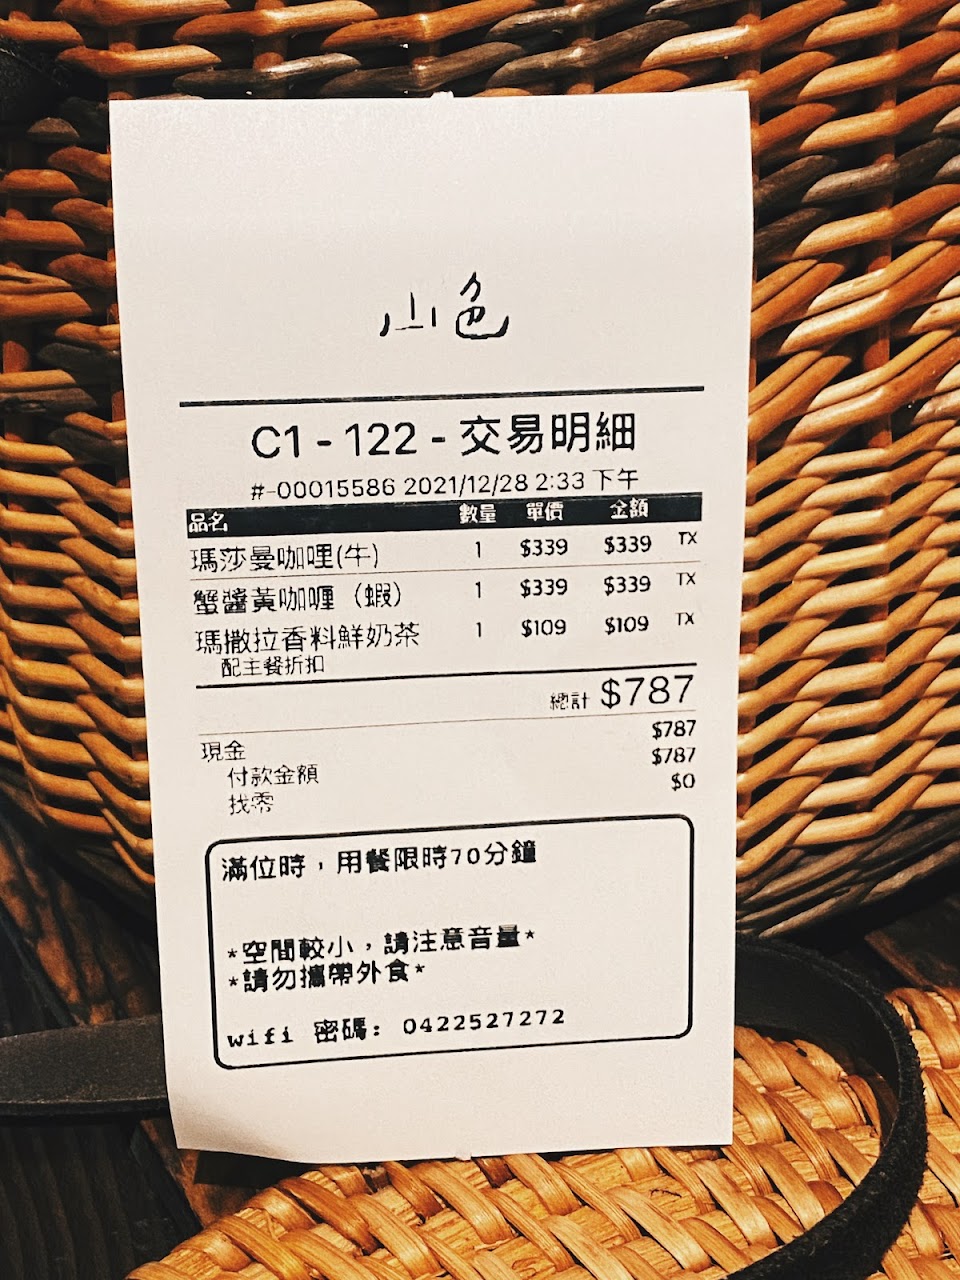 山色
C1 - 122 - 交易明細
#-00015586 2021/12/28 2:33 下午
品名 數量 單價 金額
瑪莎曼咖哩(牛) 1 $339 $339 TX
蟹醬黃咖喱（蝦） 1 $339 $339 TX
瑪撒拉香料鮮奶茶 1 $109 $109 TX
配主餐折扣
總計 $787
現金 $787
付款金額 $787
找零 $0
滿位時，用餐限時70分鐘
*空間較小，請注意音量*
*請勿攜帶外食*
wifi 密碼: 0422527272